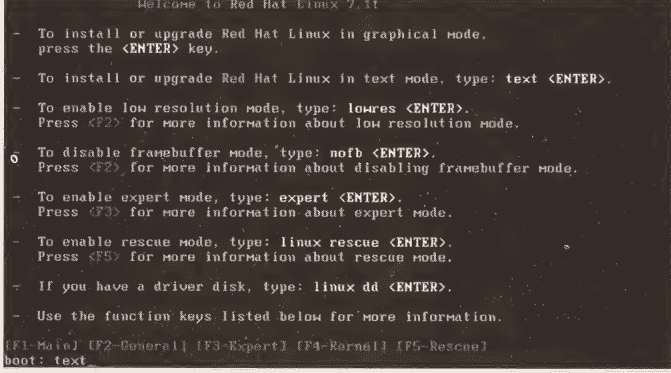 Welcome to Red Hat Linux 7.1!
- To install or upgrade Red Hat Linux in graphical mode,
press the <ENTER> key.
- To install or upgrade Red Hat Linux in text mode, type: text <ENTER>.
- To enable low resolution mode, type: lowres <ENTER>.
Press <F2> for more information about low resolution mode.
- To disable framebuffer mode, type: nofb <ENTER>.
Press <F2> for more information about disabling framebuffer mode.
- To enable expert mode, type: expert <ENTER>.
Press <F3> for more information about expert mode.
- To enable rescue mode, type: linux rescue <ENTER>.
Press <F5> for more information about rescue mode.
- If you have a driver disk, type: linux dd <ENTER>.
- Use the function keys listed below for more information.
[F1-Main] [F2-General] [F3-Expert] [F4-Kernel] [F5-Rescue]
boot: text_